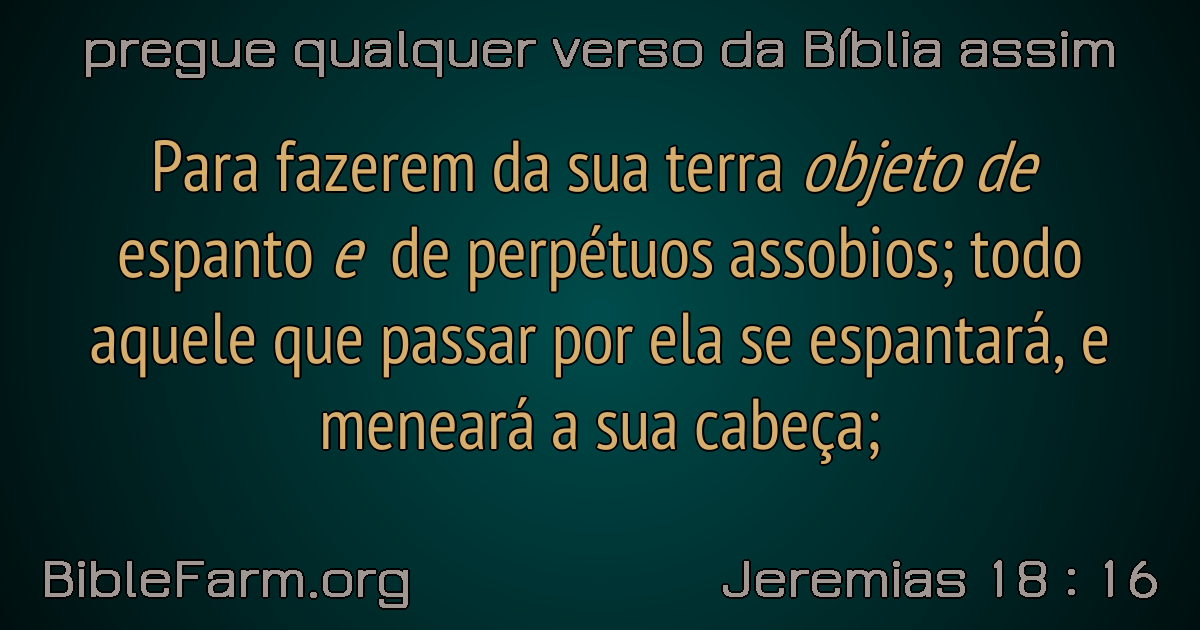 pregue qualquer verso da Bíblia assim
Para fazerem da sua terra objeto de
espanto e de perpétuos assobios; todo
aquele que passar por ela se espantará, e
meneará a sua cabeça;
BibleFarm.org
Jeremias 18 : 16